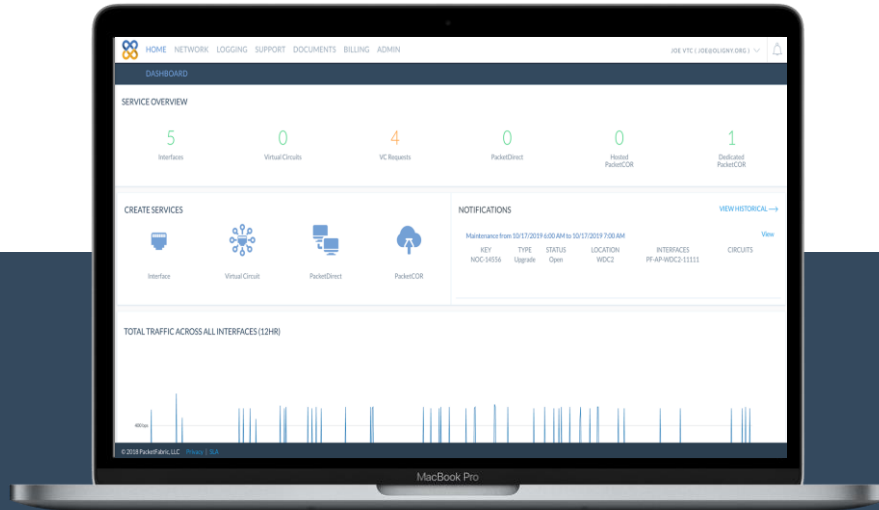 HOME NETWORK LOGGING SUPPORT DOCUMENTS BILLING ADMIN
JOE VTC ( JOE@OLIGNY.ORG )
DASHBOARD
SERVICE OVERVIEW
5 0 4 0 0 1
Interfaces Virtual Circuits VC Requests PacketDirect Hosted PacketCOR Dedicated PacketCOR
CREATE SERVICES
Interface Virtual Circuit PacketDirect PacketCOR
NOTIFICATIONS VIEW HISTORICAL
Maintenance from 10/17/2019 6:00 AM to 10/17/2019 7:00 AM View
KEY TYPE STATUS LOCATION INTERFACES CIRCUITS
NOC-14556 Upgrade Open WDC2 PF-AP-WDC2-11111
TOTAL TRAFFIC ACROSS ALL INTERFACES (12HR)
© 2018 PacketFabric, LLC Privacy | SLA
MacBook Pro